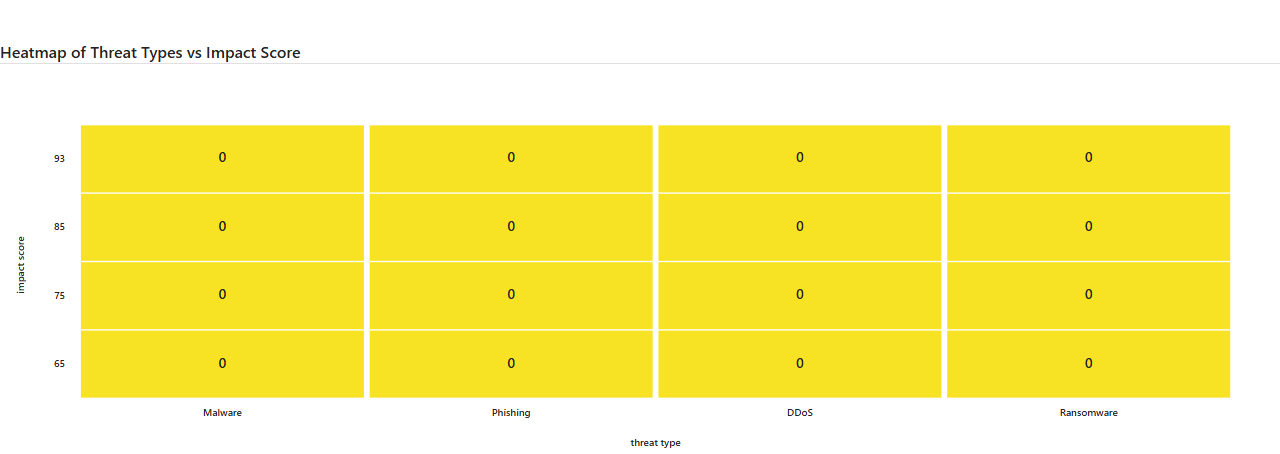 Heatmap of Threat Types vs Impact Score
impact score
93 0 0 0 0
85 0 0 0 0
75 0 0 0 0
65 0 0 0 0
Malware Phishing DDoS Ransomware
threat type